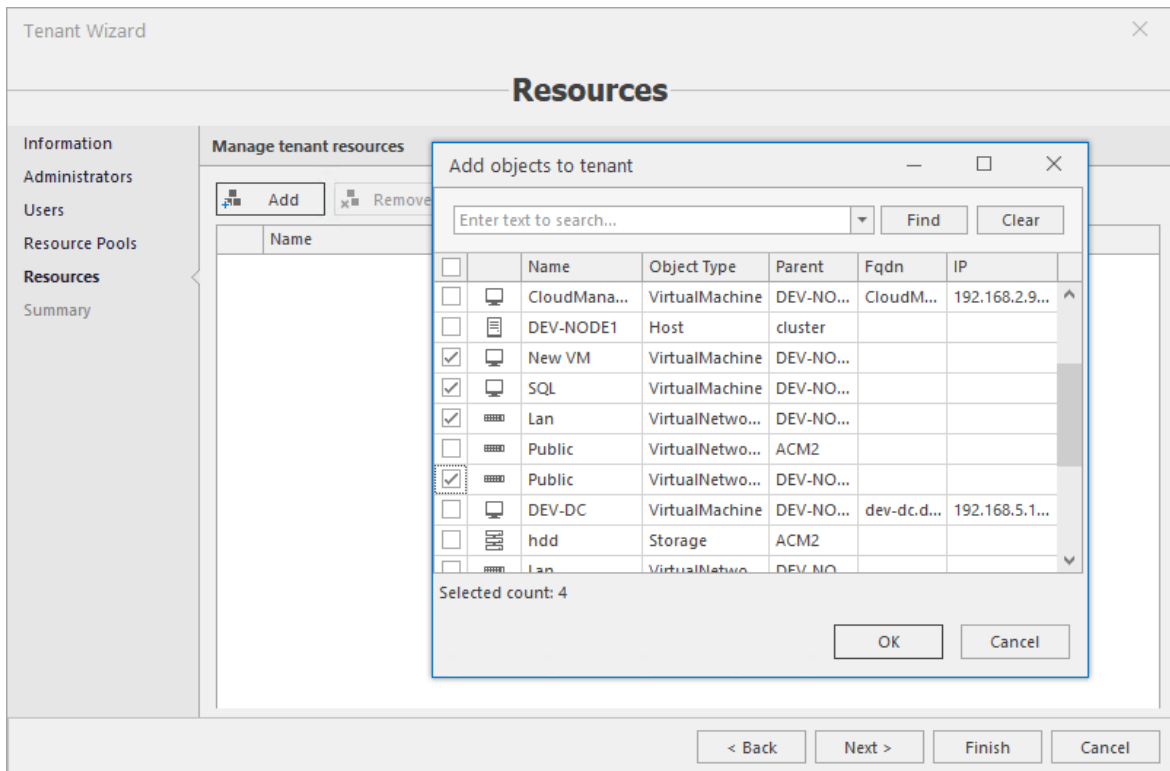 Tenant Wizard
Resources
Information
Administrators
Users
Resource Pools
Resources
Summary
Manage tenant resources
Add Remove
Name
Add objects to tenant
Enter text to search... Find Clear
Name Object Type Parent Fqdn IP
CloudMana... VirtualMachine DEV-NO... CloudM... 192.168.2.9...
DEV-NODE1 Host cluster
New VM VirtualMachine DEV-NO...
SQL VirtualMachine DEV-NO...
Lan VirtualNetwo... DEV-NO...
Public VirtualNetwo... ACM2
Public VirtualNetwo... DEV-NO...
DEV-DC VirtualMachine DEV-NO... dev-dc.d... 192.168.5.1...
hdd Storage ACM2
Lan VirtualNetwo... DEV-NO...
Selected count: 4
OK Cancel
< Back Next > Finish Cancel